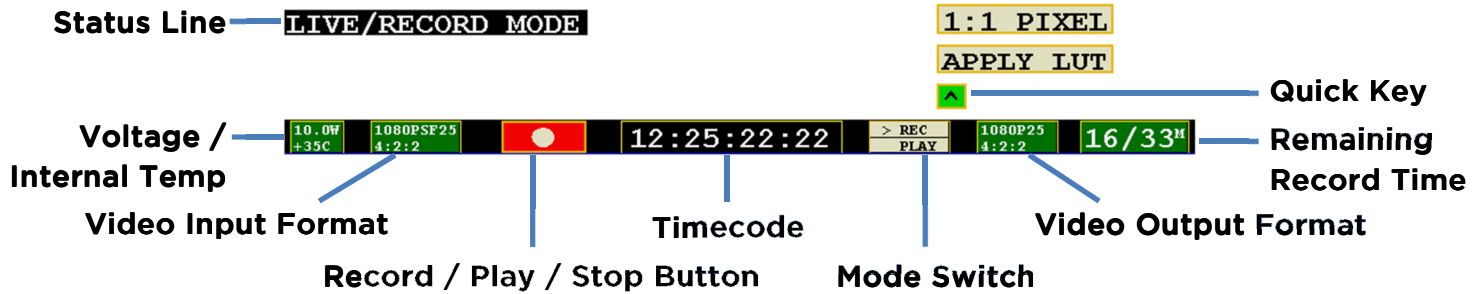 Status Line
LIVE/RECORD MODE
1:1 PIXEL
APPLY LUT
^
Quick Key
Voltage /
Internal Temp
10.0W
+35C
1080PSF25
4:2:2
12:25:22:22
> REC
PLAY
1080P25
4:2:2
16/33M
Remaining
Record Time
Video Input Format
Timecode
Video Output Format
Record / Play / Stop Button
Mode Switch